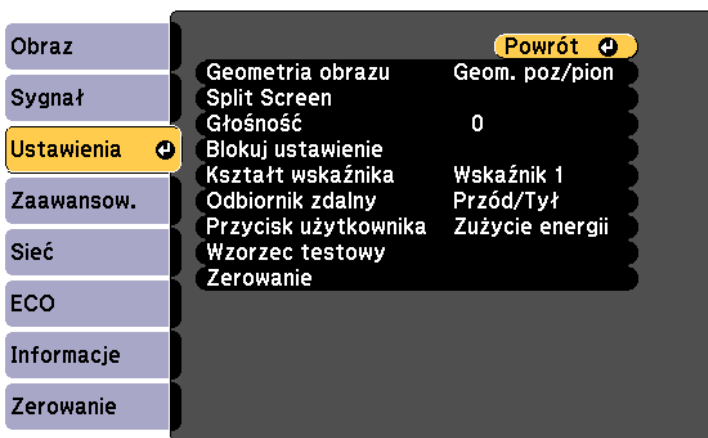 Obraz
Sygnał
Ustawienia
Zaawansow.
Sieć
ECO
Informacje
Zerowanie
Powrót
Geometria obrazu Geom. poz/pion
Split Screen
Głośność 0
Blokuj ustawienie
Kształt wskaźnika Wskaźnik 1
Odbiornik zdalny Przód/Tył
Przycisk użytkownika Zużycie energii
Wzorzec testowy
Zerowanie